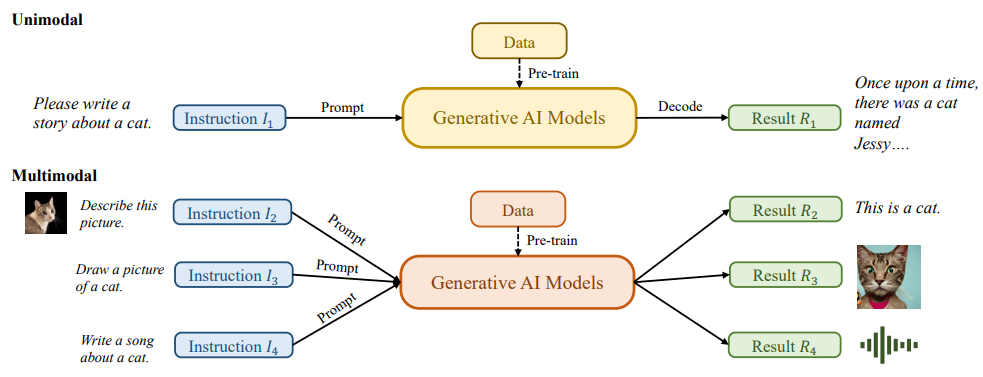 Unimodal
Data
Pre-train
Please write a
story about a cat.
Instruction I₁
Prompt
Generative AI Models
Decode
Result R₁
Once upon a time,
there was a cat
named
Jessy….
Multimodal
Describe this
picture.
Instruction I₂
Prompt
Data
Pre-train
Result R₂
This is a cat.
Draw a picture
of a cat.
Instruction I₃
Prompt
Generative AI Models
Result R₃
Write a song
about a cat.
Instruction I₄
Prompt
Result R₄